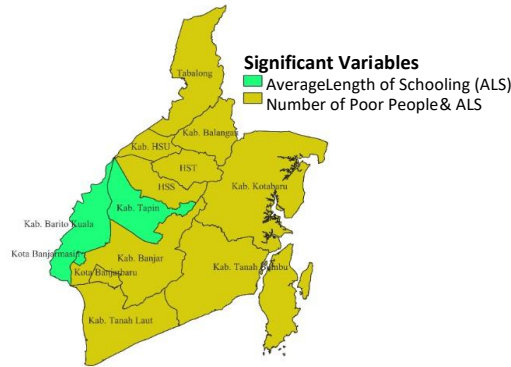 Significant Variables
AverageLength of Schooling (ALS)
Number of Poor People& ALS
Tabalong
Kab. Balangan
Kab. HSU
HST
HSS
Kab. Kotabaru
Kab. Tapin
Kab. Barito Kuala
Kota Banjarmasin
Kab. Banjar
Kab. Tanah Bumbu
Kota Banjarbaru
Kab. Tanah Laut